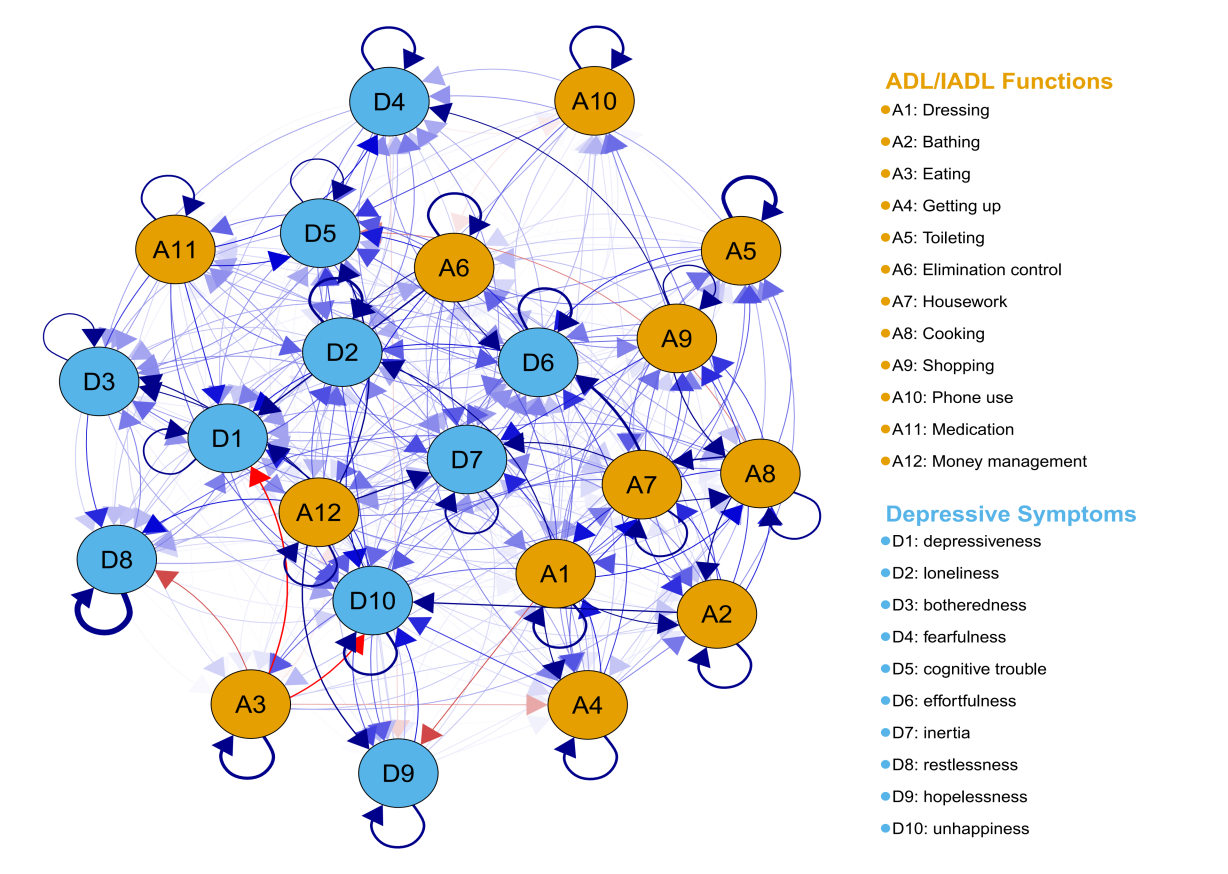 D4
A10
A11
D5
A6
A5
D3
D2
D6
A9
D1
D7
A12
A7
A8
D8
D10
A1
A2
A3
A4
D9
ADL/IADL Functions
A1: Dressing
A2: Bathing
A3: Eating
A4: Getting up
A5: Toileting
A6: Elimination control
A7: Housework
A8: Cooking
A9: Shopping
A10: Phone use
A11: Medication
A12: Money management
Depressive Symptoms
D1: depressiveness
D2: loneliness
D3: botheredness
D4: fearfulness
D5: cognitive trouble
D6: effortfulness
D7: inertia
D8: restlessness
D9: hopelessness
D10: unhappiness